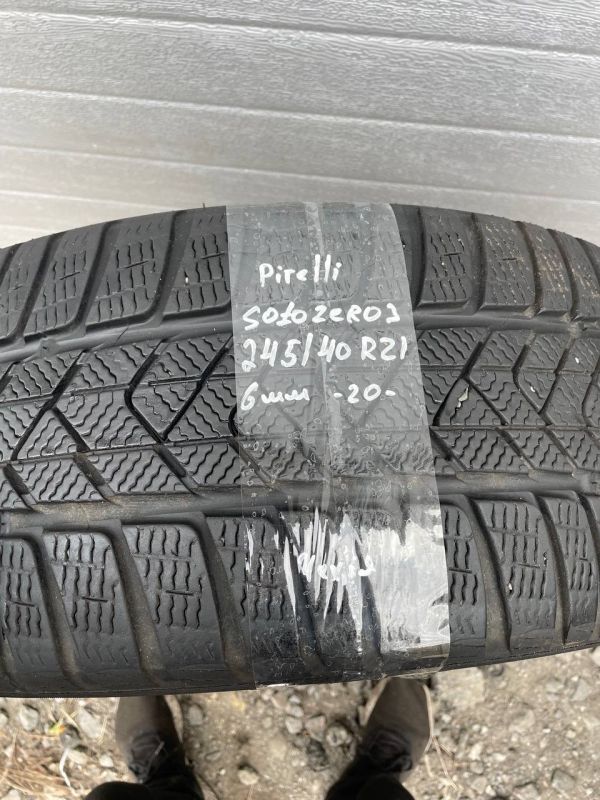 Pirelli
SOtOZERO3
245/40 R21
6mm -20-